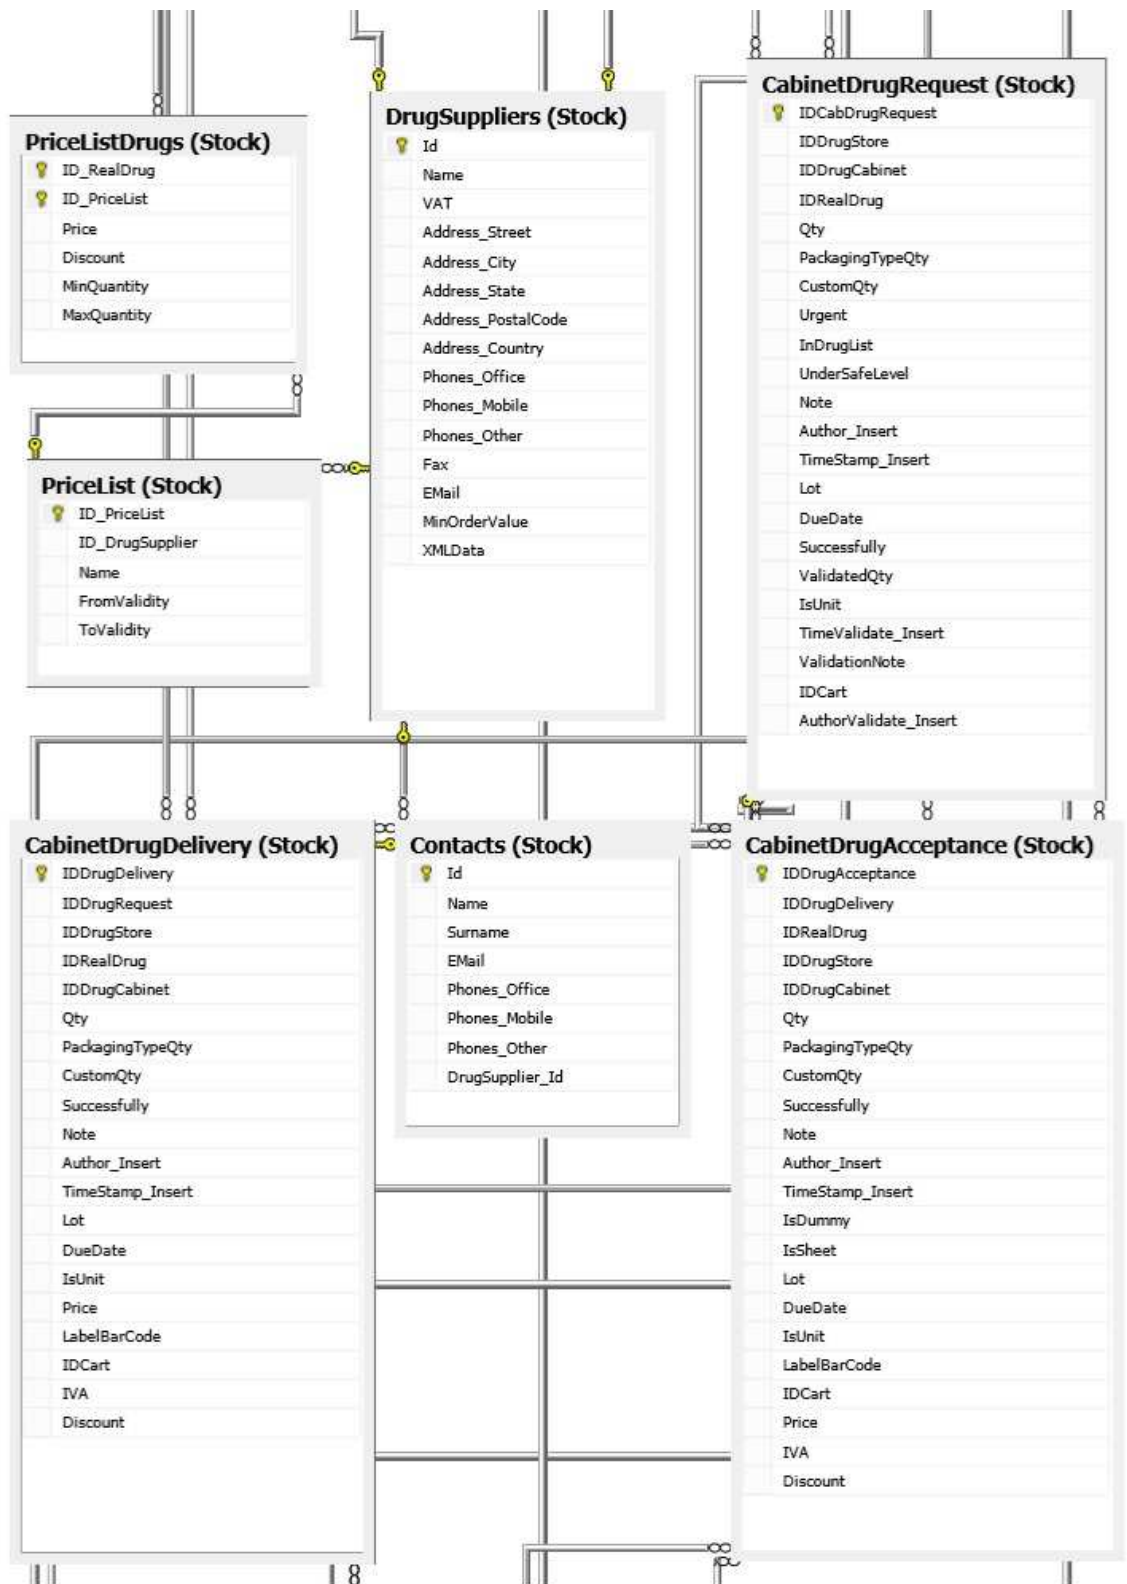 PriceListDrugs (Stock)
ID_RealDrug
ID_PriceList
Price
Discount
MinQuantity
MaxQuantity
PriceList (Stock)
ID_PriceList
ID_DrugSupplier
Name
FromValidity
ToValidity
DrugSuppliers (Stock)
Id
Name
VAT
Address_Street
Address_City
Address_State
Address_PostalCode
Address_Country
Phones_Office
Phones_Mobile
Phones_Other
Fax
EMail
MinOrderValue
XMLData
CabinetDrugRequest (Stock)
IDCabDrugRequest
IDDrugStore
IDDrugCabinet
IDRealDrug
Qty
PackagingTypeQty
CustomQty
Urgent
InDrugList
UnderSafeLevel
Note
Author_Insert
TimeStamp_Insert
Lot
DueDate
Successfully
ValidatedQty
IsUnit
TimeValidate_Insert
ValidationNote
IDCart
AuthorValidate_Insert
CabinetDrugDelivery (Stock)
IDDrugDelivery
IDDrugRequest
IDDrugStore
IDRealDrug
IDDrugCabinet
Qty
PackagingTypeQty
CustomQty
Successfully
Note
Author_Insert
TimeStamp_Insert
Lot
DueDate
IsUnit
Price
LabelBarCode
IDCart
IVA
Discount
Contacts (Stock)
Id
Name
Surname
EMail
Phones_Office
Phones_Mobile
Phones_Other
DrugSupplier_Id
CabinetDrugAcceptance (Stock)
IDDrugAcceptance
IDDrugDelivery
IDRealDrug
IDDrugStore
IDDrugCabinet
Qty
PackagingTypeQty
CustomQty
Successfully
Note
Author_Insert
TimeStamp_Insert
IsDummy
IsSheet
Lot
DueDate
IsUnit
LabelBarCode
IDCart
Price
IVA
Discount